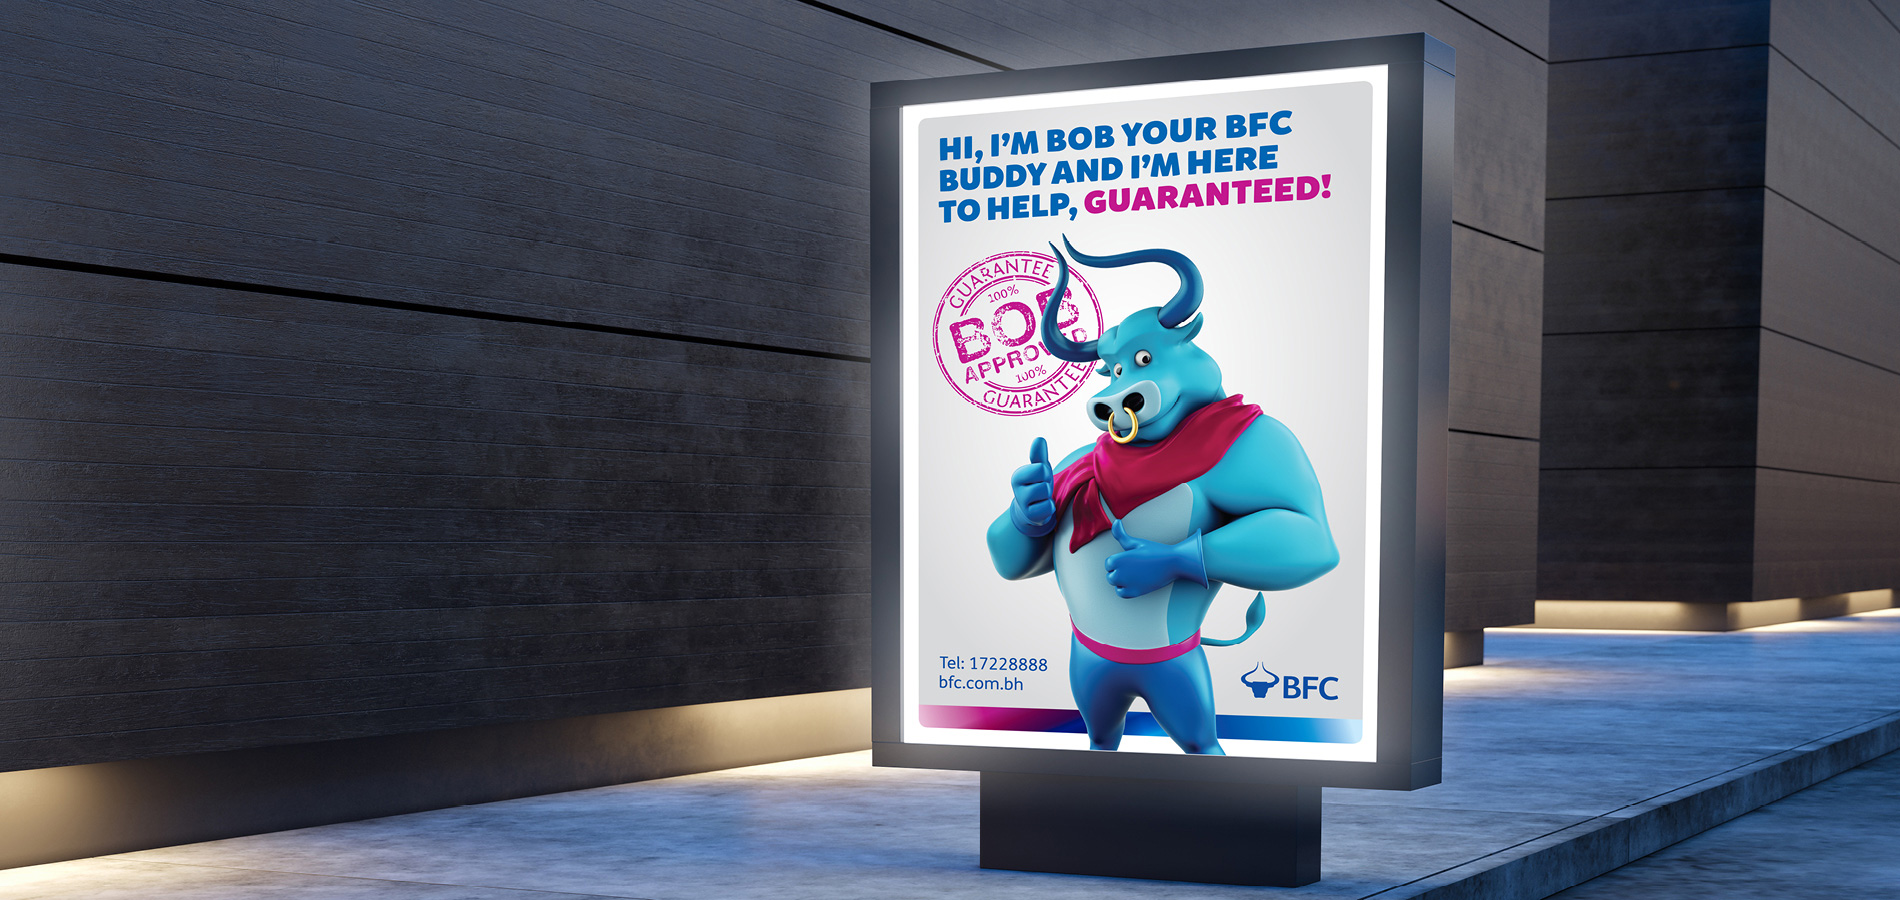 HI, I'M BOB YOUR BFC
BUDDY AND I'M HERE
TO HELP, GUARANTEED!
GUARANTEE
100%
BOB
APPROVED
100%
GUARANTEE
Tel: 17228888
bfc.com.bh
BFC